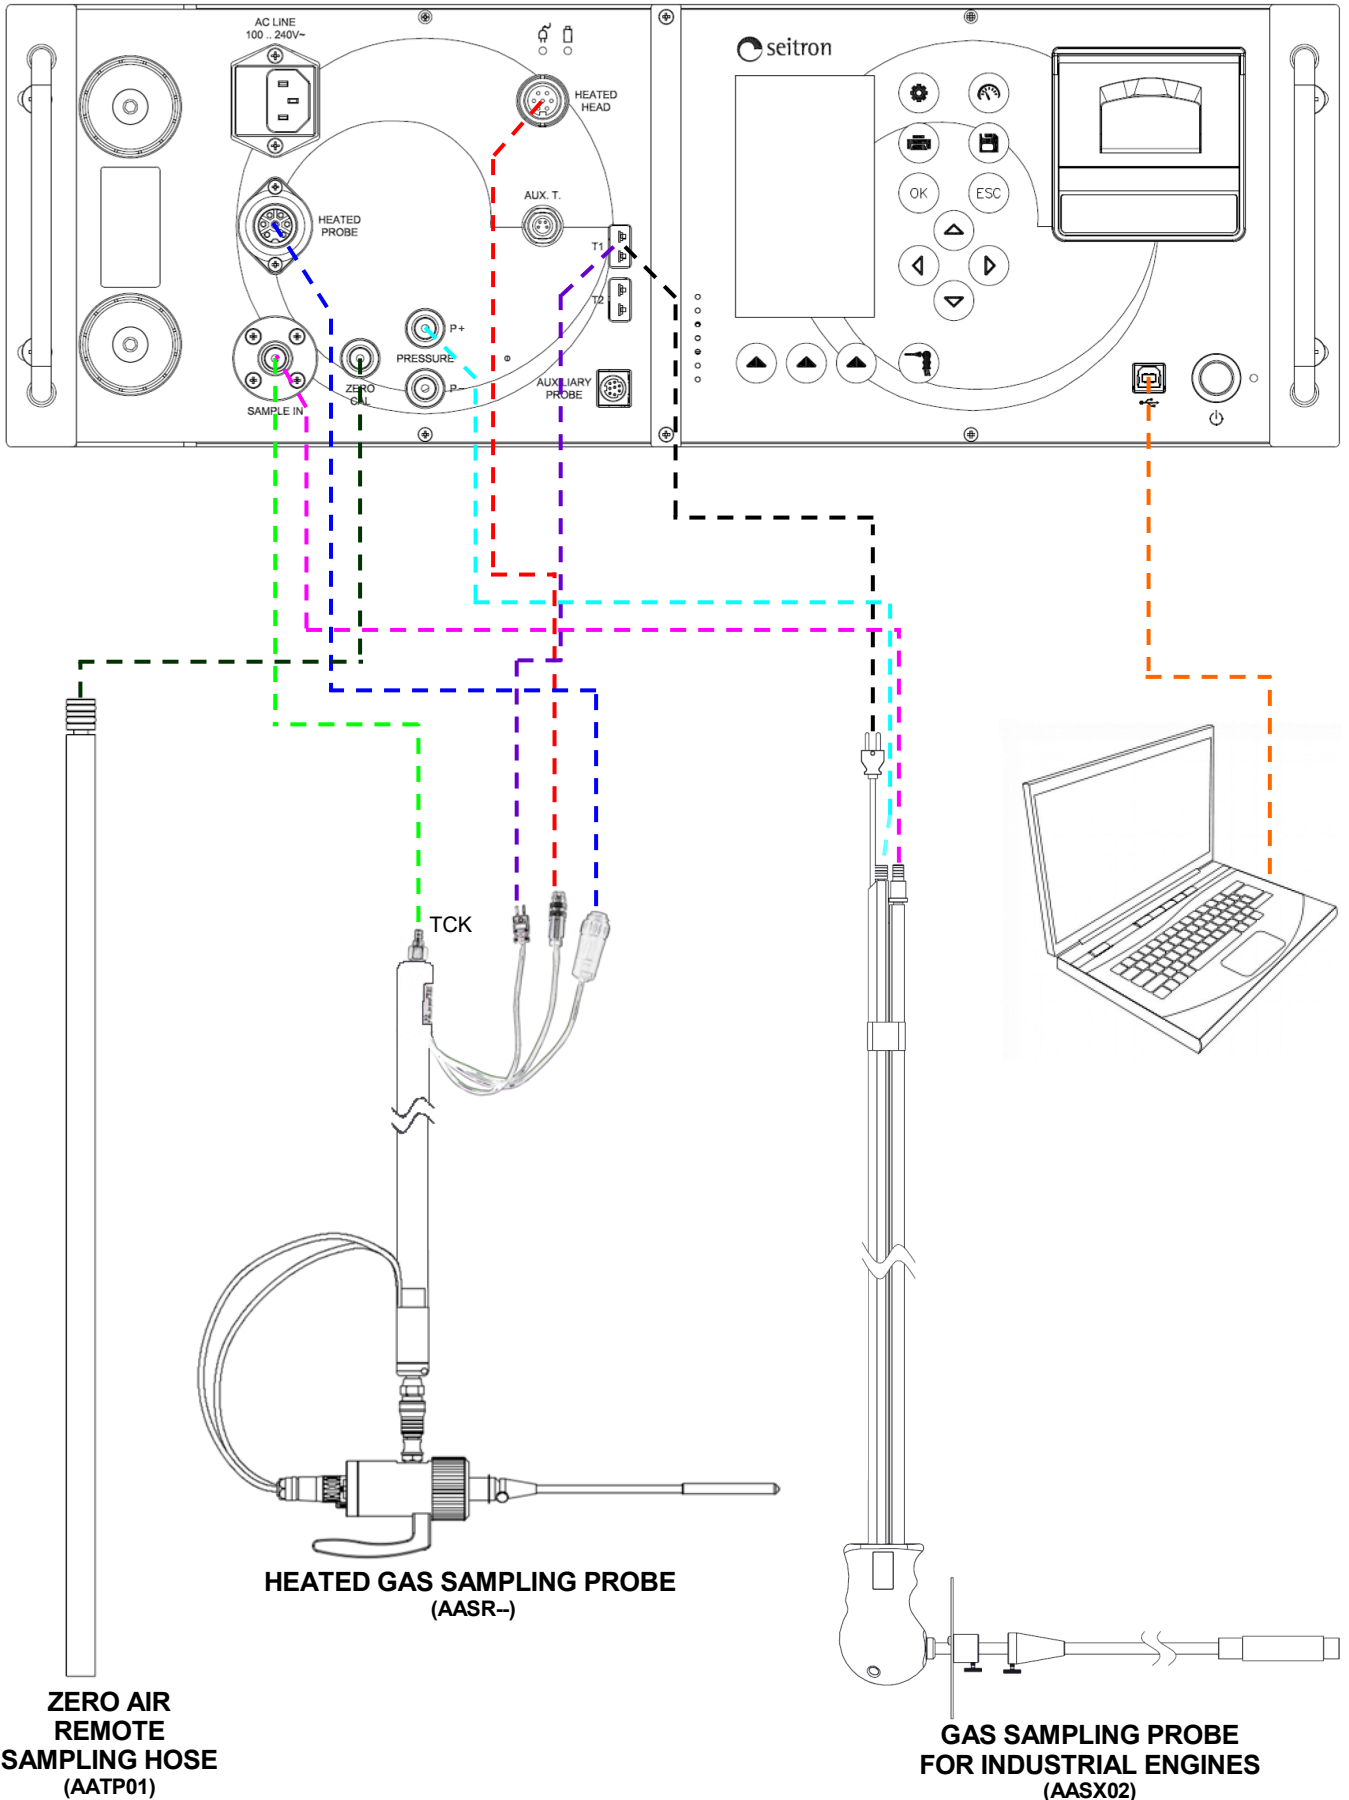 AC LINE
100 .. 240V~
HEATED
HEAD
seitron
OK
ESC
HEATED
PROBE
AUX. T.
T1
T2
P+
PRESSURE
P-
ZERO
CAL
SAMPLE IN
AUXILIARY
PROBE
TCK
HEATED GAS SAMPLING PROBE
(AASR--)
ZERO AIR
REMOTE
SAMPLING HOSE
(AATP01)
GAS SAMPLING PROBE
FOR INDUSTRIAL ENGINES
(AASX02)